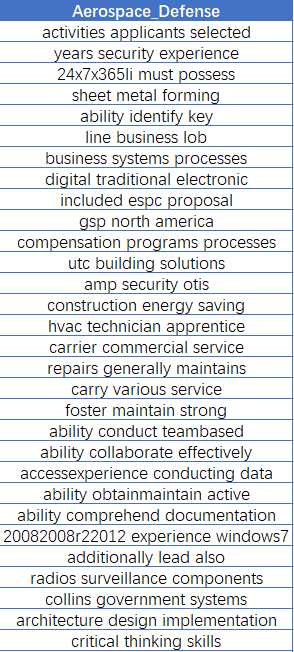 Aerospace_Defense
activities applicants selected
years security experience
24x7x365li must possess
sheet metal forming
ability identify key
line business lob
business systems processes
digital traditional electronic
included espc proposal
gsp north america
compensation programs processes
utc building solutions
amp security otis
construction energy saving
hvac technician apprentice
carrier commercial service
repairs generally maintains
carry various service
foster maintain strong
ability conduct teambased
ability collaborate effectively
accessexperience conducting data
ability obtainmaintain active
ability comprehend documentation
20082008r22012 experience windows7
additionally lead also
radios surveillance components
collins government systems
architecture design implementation
critical thinking skills